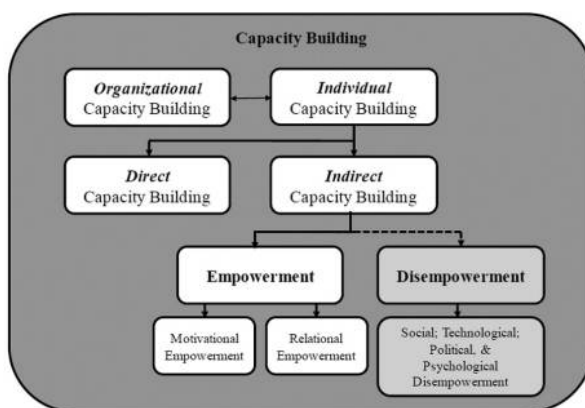 Capacity Building
Organizational
Capacity Building
Individual
Capacity Building
Direct
Capacity Building
Indirect
Capacity Building
Empowerment
Disempowerment
Motivational
Empowerment
Relational
Empowerment
Social; Technological;
Political, &
Psychological
Disempowerment